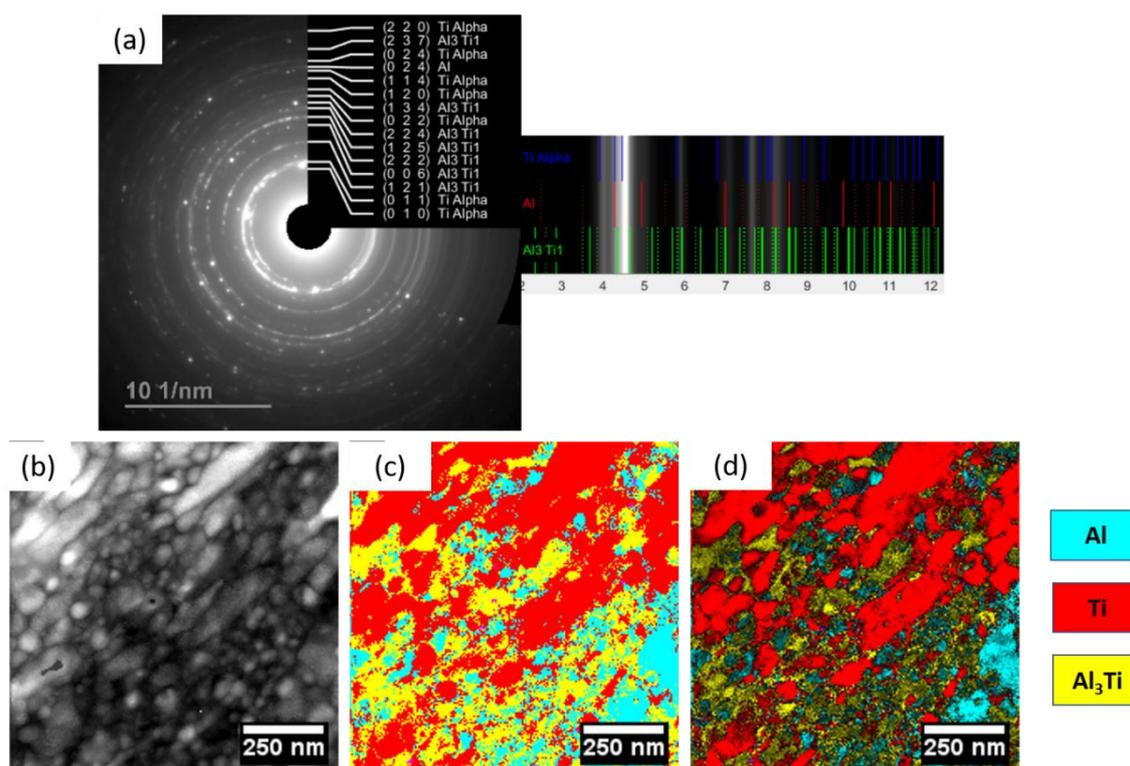 (a)
(2 2 0) Ti Alpha
(2 3 7) Al3 Ti1
(0 2 4) Ti Alpha
(0 2 4) Al
(1 1 4) Ti Alpha
(1 2 0) Ti Alpha
(1 3 4) Al3 Ti1
(0 2 2) Ti Alpha
(2 2 4) Al3 Ti1
(1 2 5) Al3 Ti1
(2 2 2) Al3 Ti1
(0 0 6) Al3 Ti1
(1 2 1) Al3 Ti1
(0 1 1) Ti Alpha
(0 1 0) Ti Alpha
10 1/nm
Ti Alpha
Al
Al3 Ti1
2 3 4 5 6 7 8 9 10 11 12
(b)
250 nm
(c)
250 nm
(d)
250 nm
Al
Ti
Al₃Ti